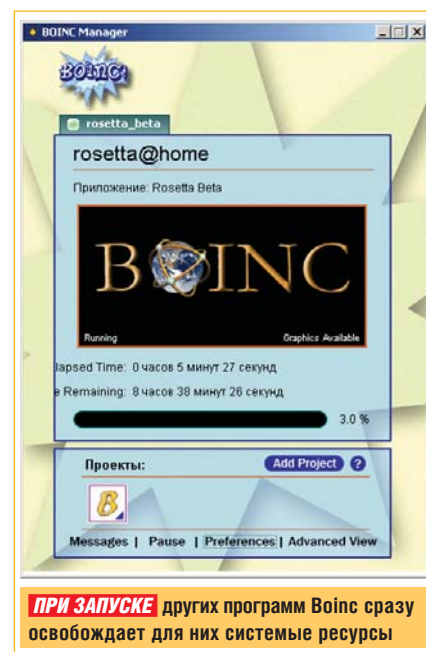 BOINC Manager
BOINC!
rosetta_beta
rosetta@home
Приложение: Rosetta Beta
BOINC
Running Graphics Available
lapsed Time: 0 часов 5 минут 27 секунд
e Remaining: 8 часов 38 минут 26 секунд
3.0 %
Проекты: Add Project ?
B
Messages | Pause | Preferences | Advanced View
ПРИ ЗАПУСКЕ других программ Boinc сразу
освобождает для них системые ресурсы